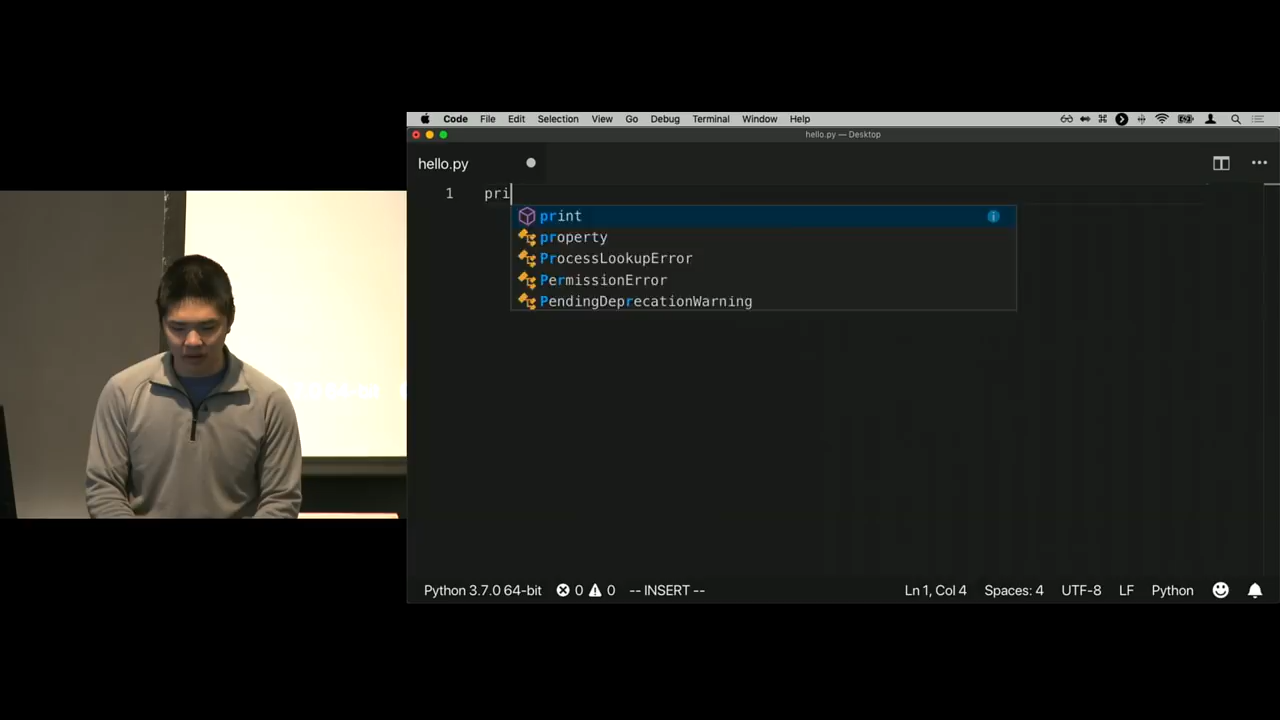 Code File Edit Selection View Go Debug Terminal Window Help
hello.py — Desktop
hello.py
1 pri
print
property
ProcessLookupError
PermissionError
PendingDeprecationWarning
Python 3.7.0 64-bit 0 0 -- INSERT -- Ln 1, Col 4 Spaces: 4 UTF-8 LF Python